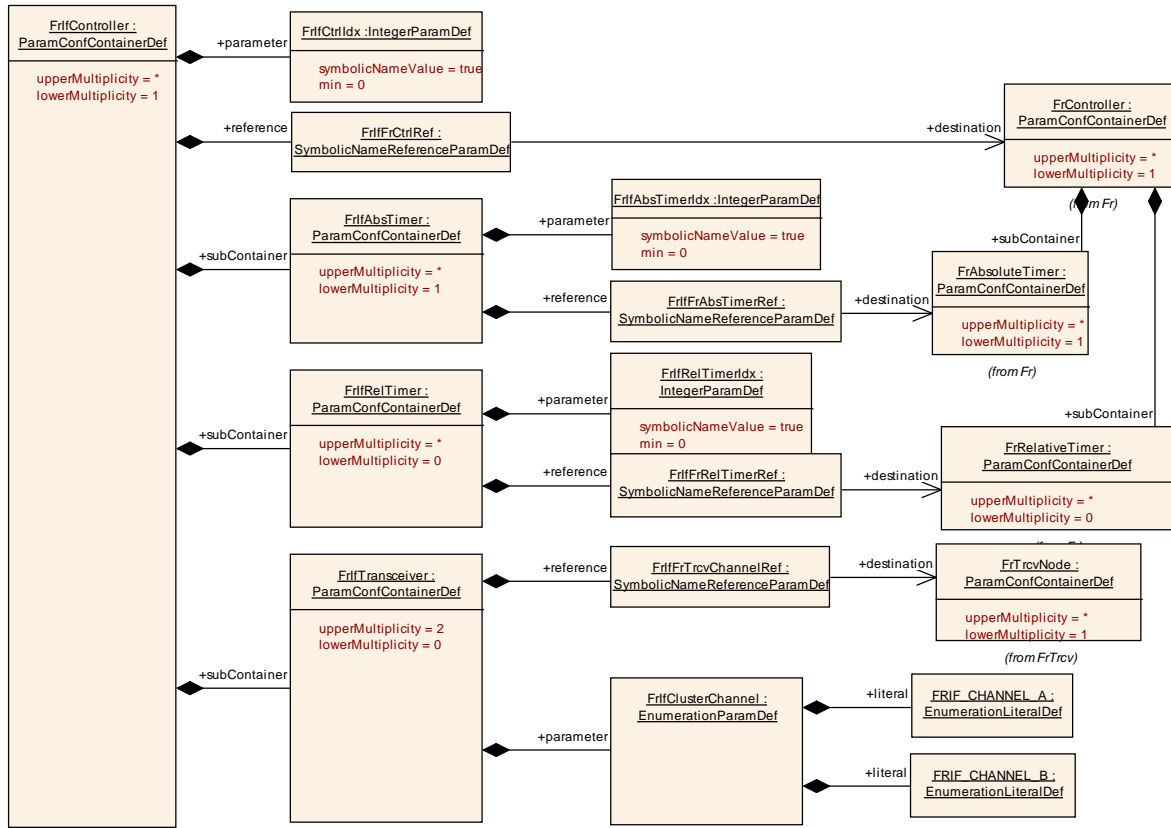 FrIfController :
ParamConfContainerDef
upperMultiplicity = *
lowerMultiplicity = 1
+parameter
FrIfCtrlIdx :IntegerParamDef
symbolicNameValue = true
min = 0
+reference
FrIfFrCtrlRef :
SymbolicNameReferenceParamDef
+destination
FrController :
ParamConfContainerDef
upperMultiplicity = *
lowerMultiplicity = 1
(from Fr)
+subContainer
FrIfAbsTimer :
ParamConfContainerDef
upperMultiplicity = *
lowerMultiplicity = 1
+parameter
FrIfAbsTimerIdx :IntegerParamDef
symbolicNameValue = true
min = 0
+reference
FrIfFrAbsTimerRef :
SymbolicNameReferenceParamDef
+destination
+subContainer
FrAbsoluteTimer :
ParamConfContainerDef
upperMultiplicity = *
lowerMultiplicity = 1
(from Fr)
+subContainer
FrIfRelTimer :
ParamConfContainerDef
upperMultiplicity = *
lowerMultiplicity = 0
+parameter
FrIfRelTimerIdx :
IntegerParamDef
symbolicNameValue = true
min = 0
+reference
FrIfFrRelTimerRef :
SymbolicNameReferenceParamDef
+destination
+subContainer
FrRelativeTimer :
ParamConfContainerDef
upperMultiplicity = *
lowerMultiplicity = 0
+subContainer
FrIfTransceiver :
ParamConfContainerDef
upperMultiplicity = 2
lowerMultiplicity = 0
+reference
FrIfFrTrcvChannelRef :
SymbolicNameReferenceParamDef
+destination
FrTrcvNode :
ParamConfContainerDef
upperMultiplicity = *
lowerMultiplicity = 1
(from FrTrcv)
+parameter
FrIfClusterChannel :
EnumerationParamDef
+literal
FRIF_CHANNEL_A :
EnumerationLiteralDef
+literal
FRIF_CHANNEL_B :
EnumerationLiteralDef